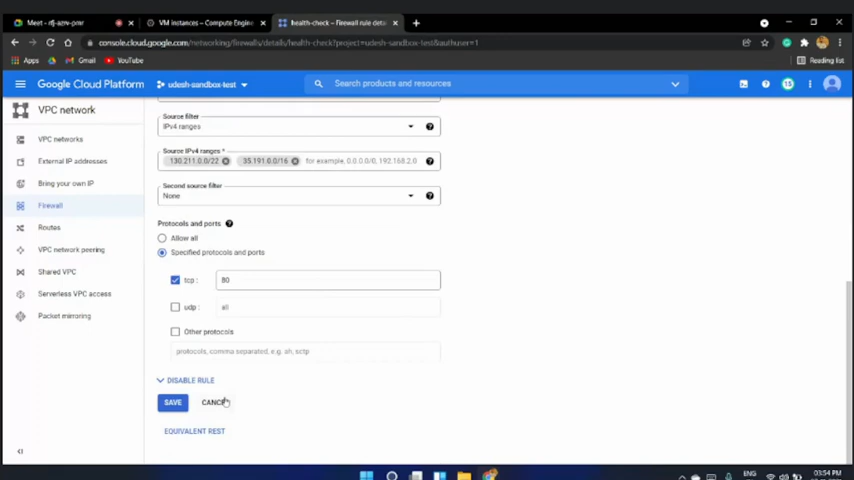 Meet - rfj-azrv-pmr
VM instances – Compute Engine
health-check – Firewall rule deta
console.cloud.google.com/networking/firewalls/details/health-check?project=udesh-sandbox-test&authuser=1
Apps
Gmail
YouTube
Reading list
Google Cloud Platform
udesh-sandbox-test
Search products and resources
VPC network
VPC networks
External IP addresses
Bring your own IP
Firewall
Routes
VPC network peering
Shared VPC
Serverless VPC access
Packet mirroring
Source filter
IPv4 ranges
Source IPv4 ranges *
130.211.0.0/22 35.191.0.0/16 for example, 0.0.0.0/0, 192.168.2.0
Second source filter
None
Protocols and ports
Allow all
Specified protocols and ports
tcp : 80
udp : all
Other protocols
protocols, comma separated, e.g. ah, sctp
DISABLE RULE
SAVE CANCEL
EQUIVALENT REST
ENG
03:54 PM